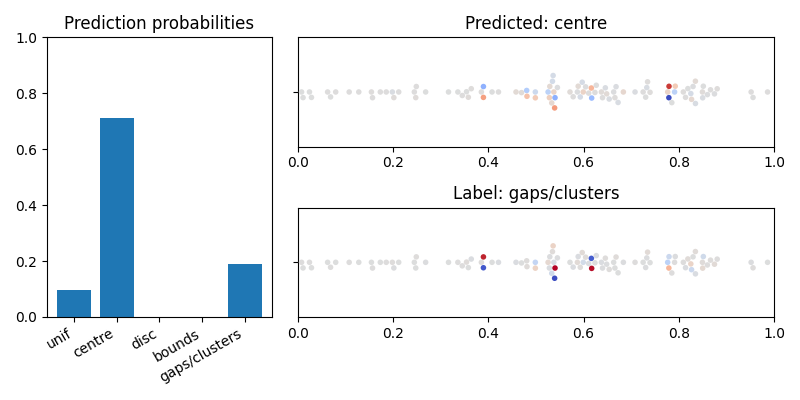 Prediction probabilities
1.0
0.8
0.6
0.4
0.2
0.0
unif
centre
disc
bounds
gaps/clusters
Predicted: centre
0.0 0.2 0.4 0.6 0.8 1.0
Label: gaps/clusters
0.0 0.2 0.4 0.6 0.8 1.0